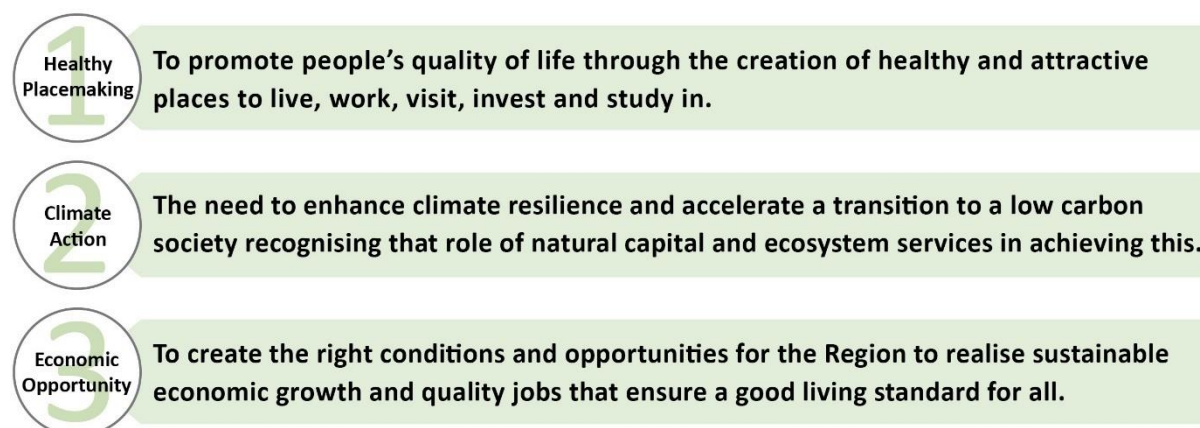 1
Healthy
Placemaking
To promote people’s quality of life through the creation of healthy and attractive
places to live, work, visit, invest and study in.
2
Climate
Action
The need to enhance climate resilience and accelerate a transition to a low carbon
society recognising that role of natural capital and ecosystem services in achieving this.
3
Economic
Opportunity
To create the right conditions and opportunities for the Region to realise sustainable
economic growth and quality jobs that ensure a good living standard for all.